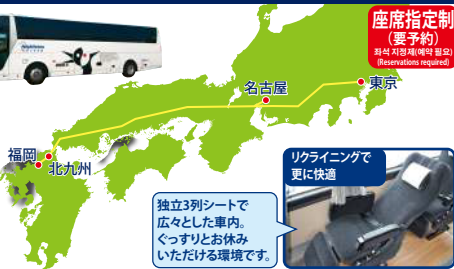 座席指定制
(要予約)
좌석 지정제(예약 필요)
(Reservations required)
名古屋
東京
福岡
北九州
リクライニングで
更に快適
独立3列シートで
広々とした車内。
ぐっすりとお休み
いただける環境です。